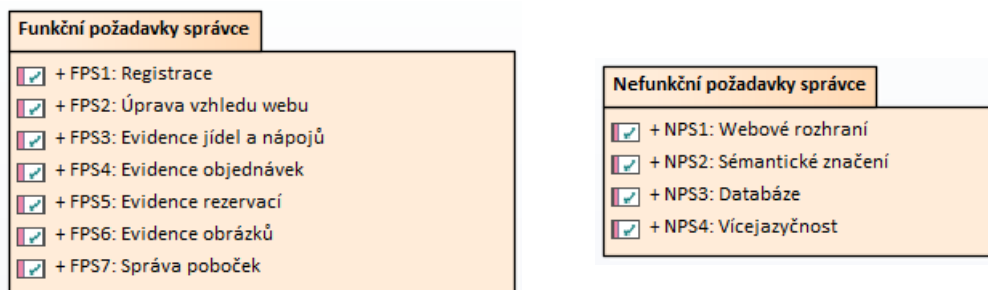 Funkční požadavky správce
+ FPS1: Registrace
+ FPS2: Úprava vzhledu webu
+ FPS3: Evidence jídel a nápojů
+ FPS4: Evidence objednávek
+ FPS5: Evidence rezervací
+ FPS6: Evidence obrázků
+ FPS7: Správa poboček
Nefunkční požadavky správce
+ NPS1: Webové rozhraní
+ NPS2: Sémantické značení
+ NPS3: Databáze
+ NPS4: Vícejazyčnost